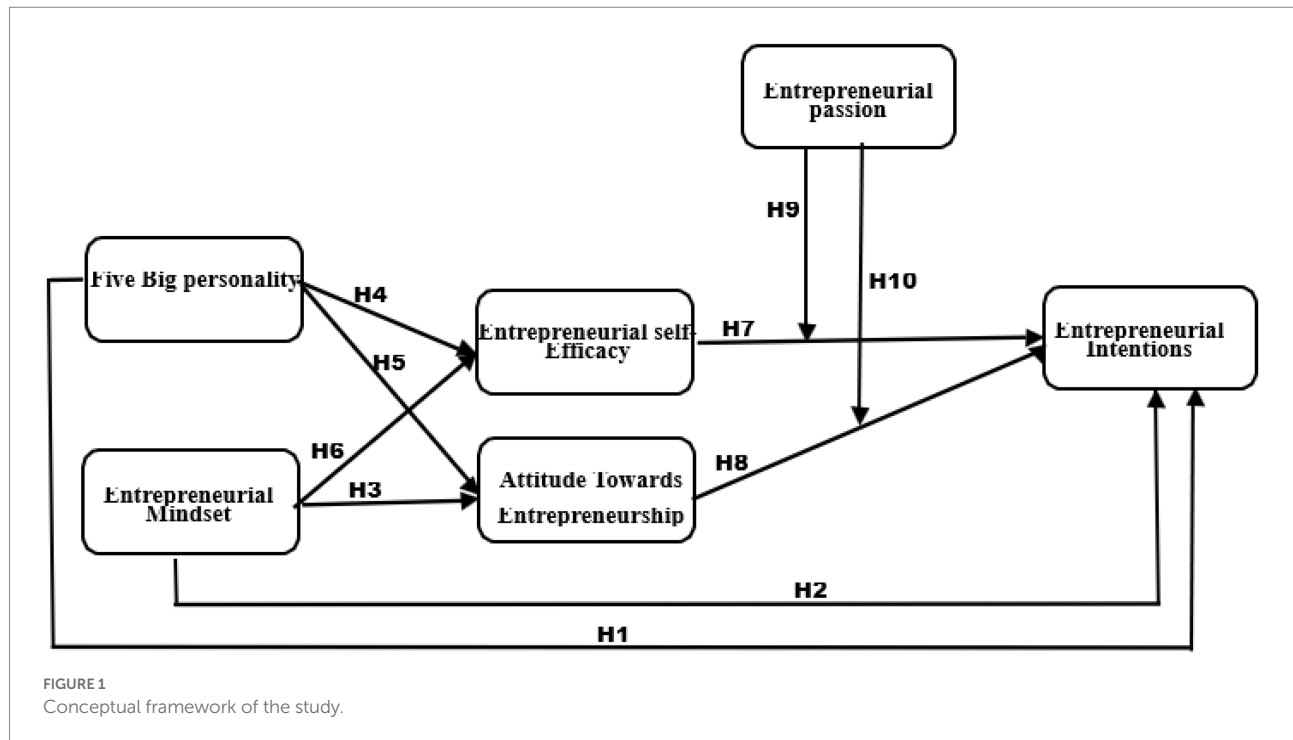 Entrepreneurial
passion
H9
Five Big personality
H4
H10
Entrepreneurial self-
Efficacy
H7
Entrepreneurial
Intentions
H5
H6
Entrepreneurial
Mindset
H3
Attitude Towards
Entrepreneurship
H8
H2
H1
FIGURE 1
Conceptual framework of the study.